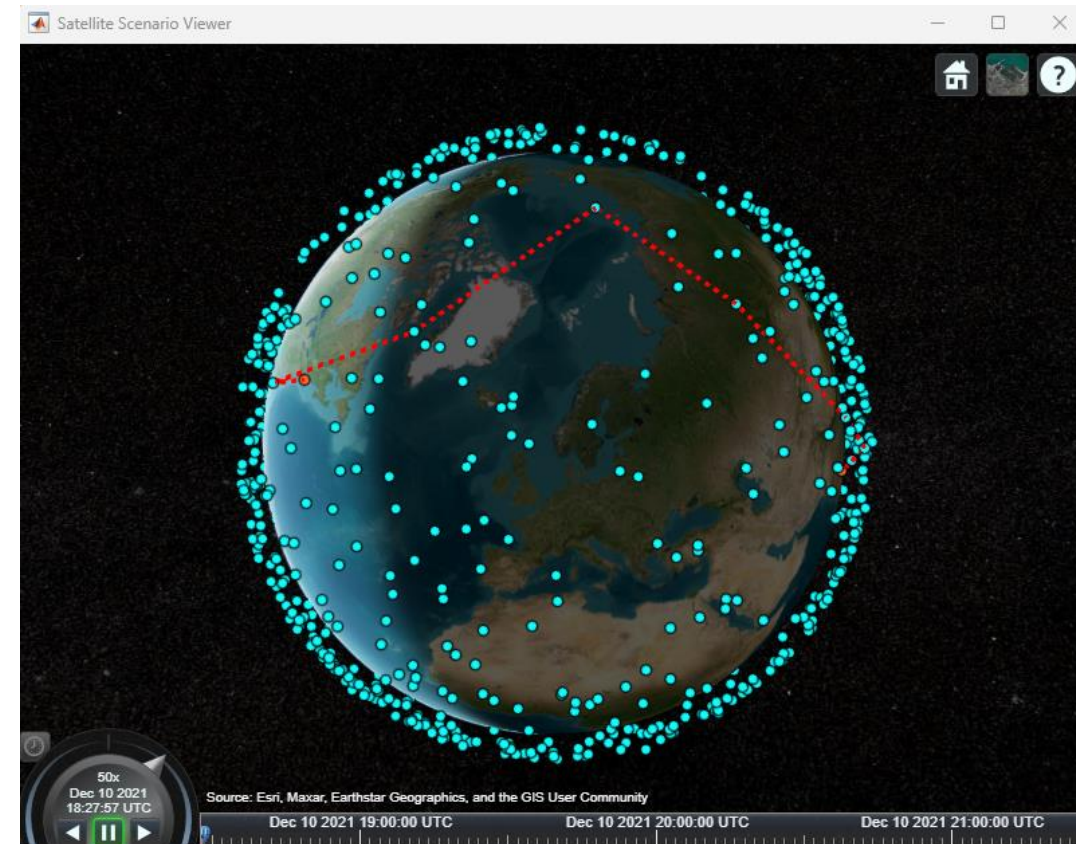 Satellite Scenario Viewer
?
50x
Dec 10 2021
18:27:57 UTC
Source: Esri, Maxar, Earthstar Geographics, and the GIS User Community
Dec 10 2021 19:00:00 UTC
Dec 10 2021 20:00:00 UTC
Dec 10 2021 21:00:00 UTC